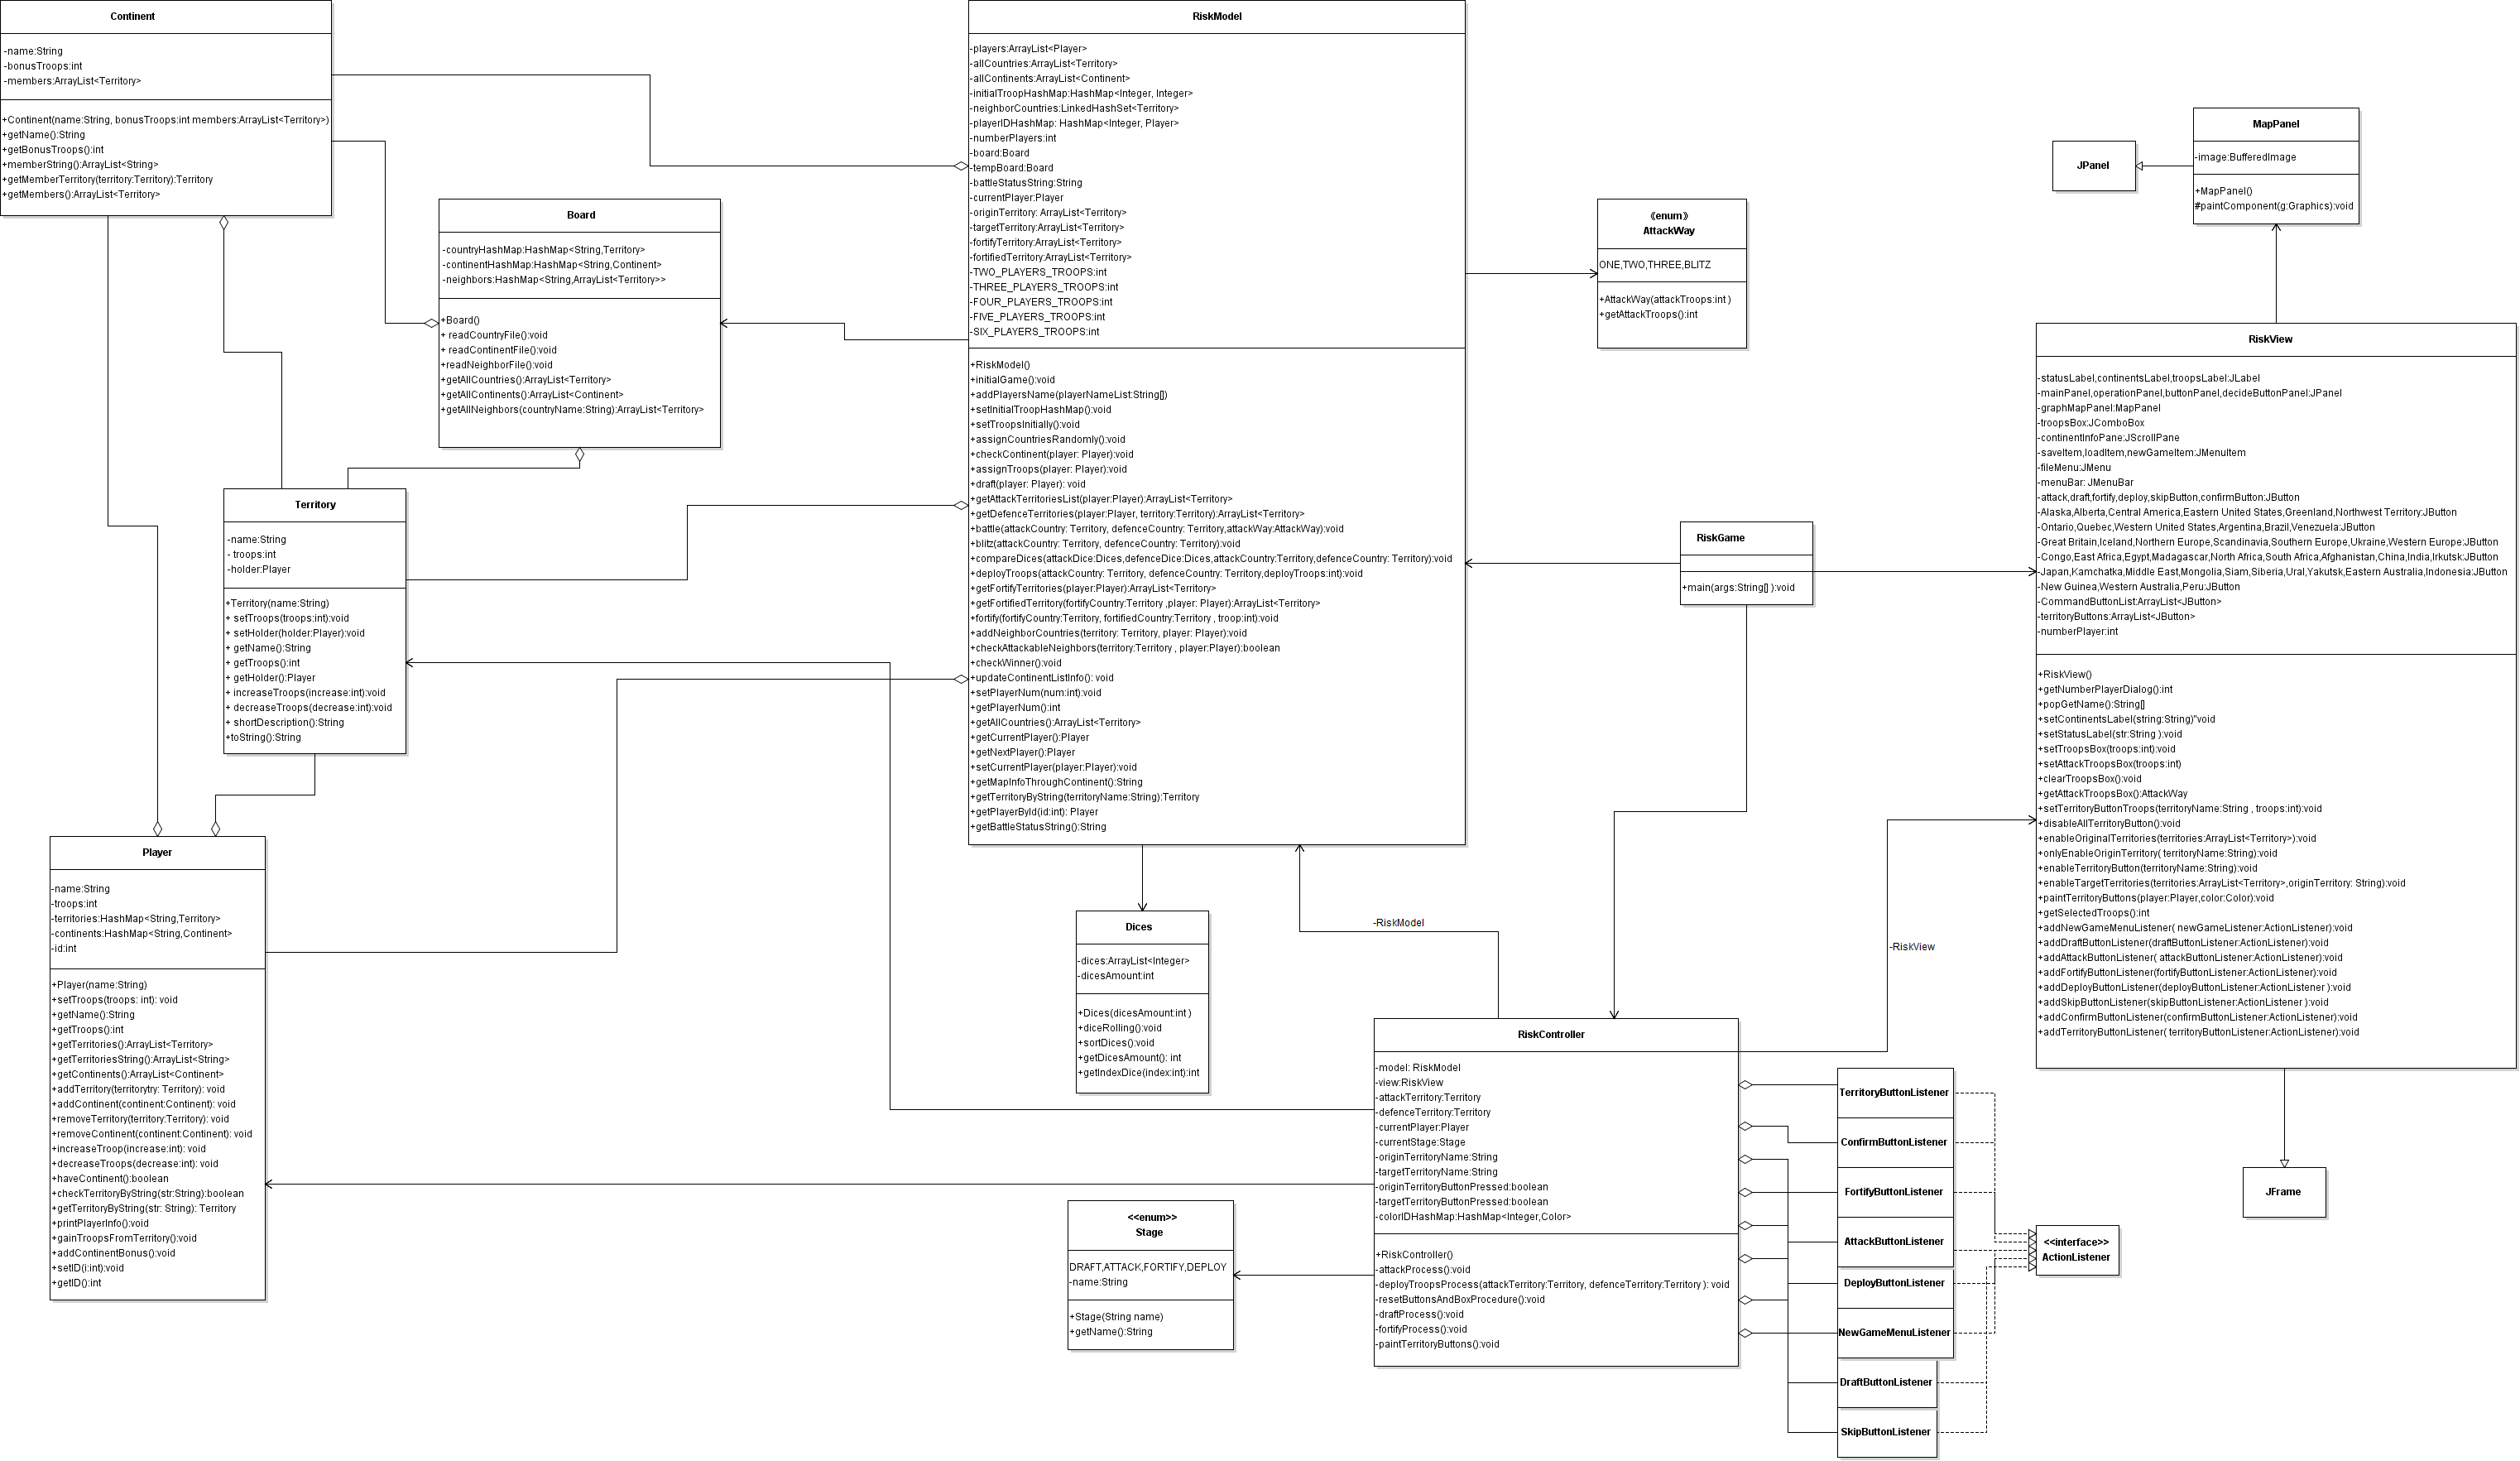 Continent
-name:String
-bonusTroops:int
-members:ArrayList<Territory>
+Continent(name:String, bonusTroops:int members:ArrayList<Territory>)
+getName():String
+getBonusTroops():int
+memberString():ArrayList<String>
+getMemberTerritory(territory:Territory):Territory
+getMembers():ArrayList<Territory>
Board
-countryHashMap:HashMap<String,Territory>
-continentHashMap:HashMap<String,Continent>
-neighbors:HashMap<String,ArrayList<Territory>>
+Board()
+ readCountryFile():void
+ readContinentFile():void
+readNeighborFile():void
+getAllCountries():ArrayList<Territory>
+getAllContinents():ArrayList<Continent>
+getAllNeighbors(countryName:String):ArrayList<Territory>
Territory
-name:String
- troops:int
-holder:Player
+Territory(name:String)
+ setTroops(troops:int):void
+ setHolder(holder:Player):void
+ getName():String
+ getTroops():int
+ getHolder():Player
+ increaseTroops(increase:int):void
+ decreaseTroops(decrease:int):void
+ shortDescription():String
+toString():String
Player
-name:String
-troops:int
-territories:HashMap<String,Territory>
-continents:HashMap<String,Continent>
-id:int
+Player(name:String)
+setTroops(troops: int): void
+getName():String
+getTroops():int
+getTerritories():ArrayList<Territory>
+getTerritoriesString():ArrayList<String>
+getContinents():ArrayList<Continent>
+addTerritory(territorytry: Territory): void
+addContinent(continent:Continent): void
+removeTerritory(territory:Territory): void
+removeContinent(continent:Continent): void
+increaseTroop(increase:int): void
+decreaseTroops(decrease:int): void
+haveContinent():boolean
+checkTerritoryByString(str:String):boolean
+getTerritoryByString(str: String): Territory
+printPlayerInfo():void
+gainTroopsFromTerritory():void
+addContinentBonus():void
+setID(i:int):void
+getID():int
RiskModel
-players:ArrayList<Player>
-allCountries:ArrayList<Territory>
-allContinents:ArrayList<Continent>
-initialTroopHashMap:HashMap<Integer, Integer>
-neighborCountries:LinkedHashSet<Territory>
-playerIDHashMap: HashMap<Integer, Player>
-numberPlayers:int
-board:Board
-tempBoard:Board
-battleStatusString:String
-currentPlayer:Player
-originTerritory: ArrayList<Territory>
-targetTerritory:ArrayList<Territory>
-fortifyTerritory:ArrayList<Territory>
-fortifiedTerritory:ArrayList<Territory>
-TWO_PLAYERS_TROOPS:int
-THREE_PLAYERS_TROOPS:int
-FOUR_PLAYERS_TROOPS:int
-FIVE_PLAYERS_TROOPS:int
-SIX_PLAYERS_TROOPS:int
+RiskModel()
+initialGame():void
+addPlayersName(playerNameList:String[])
+setInitialTroopHashMap():void
+setTroopsInitially():void
+assignCountriesRandomly():void
+checkContinent(player: Player):void
+assignTroops(player: Player):void
+draft(player: Player): void
+getAttackTerritoriesList(player:Player):ArrayList<Territory>
+getDefenceTerritories(player:Player, territory:Territory):ArrayList<Territory>
+battle(attackCountry: Territory, defenceCountry: Territory,attackWay:AttackWay):void
+blitz(attackCountry: Territory, defenceCountry: Territory):void
+compareDices(attackDice:Dices,defenceDice:Dices,attackCountry:Territory,defenceCountry: Territory):void
+deployTroops(attackCountry: Territory, defenceCountry: Territory,deployTroops:int):void
+getFortifyTerritories(player:Player):ArrayList<Territory>
+getFortifiedTerritory(fortifyCountry:Territory ,player: Player):ArrayList<Territory>
+fortify(fortifyCountry:Territory, fortifiedCountry:Territory , troop:int):void
+addNeighborCountries(territory: Territory, player: Player):void
+checkAttackableNeighbors(territory:Territory , player:Player):boolean
+checkWinner():void
+updateContinentListInfo(): void
+setPlayerNum(num:int):void
+getPlayerNum():int
+getAllCountries():ArrayList<Territory>
+getCurrentPlayer():Player
+getNextPlayer():Player
+setCurrentPlayer(player:Player):void
+getMapInfoThroughContinent():String
+getTerritoryByString(territoryName:String):Territory
+getPlayerById(id:int): Player
+getBattleStatusString():String
Dices
-dices:ArrayList<Integer>
-dicesAmount:int
+Dices(dicesAmount:int )
+diceRolling():void
+sortDices():void
+getDicesAmount(): int
+getIndexDice(index:int):int
<<enum>>
Stage
DRAFT,ATTACK,FORTIFY,DEPLOY
-name:String
+Stage(String name)
+getName():String
《enum》
AttackWay
ONE,TWO,THREE,BLITZ
+AttackWay(attackTroops:int )
+getAttackTroops():int
RiskGame
+main(args:String[] ):void
-RiskModel
-RiskView
RiskController
-model: RiskModel
-view:RiskView
-attackTerritory:Territory
-defenceTerritory:Territory
-currentPlayer:Player
-currentStage:Stage
-originTerritoryName:String
-targetTerritoryName:String
-originTerritoryButtonPressed:boolean
-targetTerritoryButtonPressed:boolean
-colorIDHashMap:HashMap<Integer,Color>
+RiskController()
-attackProcess():void
-deployTroopsProcess(attackTerritory:Territory, defenceTerritory:Territory ): void
-resetButtonsAndBoxProcedure():void
-draftProcess():void
-fortifyProcess():void
-paintTerritoryButtons():void
TerritoryButtonListener
ConfirmButtonListener
FortifyButtonListener
AttackButtonListener
DeployButtonListener
NewGameMenuListener
DraftButtonListener
SkipButtonListener
<<interface>>
ActionListener
JFrame
JPanel
MapPanel
-image:BufferedImage
+MapPanel()
#paintComponent(g:Graphics):void
RiskView
-statusLabel,continentsLabel,troopsLabel:JLabel
-mainPanel,operationPanel,buttonPanel,decideButtonPanel:JPanel
-graphMapPanel:MapPanel
-troopsBox:JComboBox
-continentInfoPane:JScrollPane
-saveItem,loadItem,newGameItem:JMenuItem
-fileMenu:JMenu
-menuBar: JMenuBar
-attack,draft,fortify,deploy,skipButton,confirmButton:JButton
-Alaska,Alberta,Central America,Eastern United States,Greenland,Northwest Territory:JButton
-Ontario,Quebec,Western United States,Argentina,Brazil,Venezuela:JButton
-Great Britain,Iceland,Northern Europe,Scandinavia,Southern Europe,Ukraine,Western Europe:JButton
-Congo,East Africa,Egypt,Madagascar,North Africa,South Africa,Afghanistan,China,India,Irkutsk:JButton
-Japan,Kamchatka,Middle East,Mongolia,Siam,Siberia,Ural,Yakutsk,Eastern Australia,Indonesia:JButton
-New Guinea,Western Australia,Peru:JButton
-CommandButtonList:ArrayList<JButton>
-territoryButtons:ArrayList<JButton>
-numberPlayer:int
+RiskView()
+getNumberPlayerDialog():int
+popGetName():String[]
+setContinentsLabel(string:String)"void
+setStatusLabel(str:String ):void
+setTroopsBox(troops:int):void
+setAttackTroopsBox(troops:int)
+clearTroopsBox():void
+getAttackTroopsBox():AttackWay
+setTerritoryButtonTroops(territoryName:String , troops:int):void
+disableAllTerritoryButton():void
+enableOriginalTerritories(territories:ArrayList<Territory>):void
+onlyEnableOriginTerritory( territoryName:String):void
+enableTerritoryButton(territoryName:String):void
+enableTargetTerritories(territories:ArrayList<Territory>,originTerritory: String):void
+paintTerritoryButtons(player:Player,color:Color):void
+getSelectedTroops():int
+addNewGameMenuListener( newGameListener:ActionListener):void
+addDraftButtonListener(draftButtonListener:ActionListener):void
+addAttackButtonListener( attackButtonListener:ActionListener):void
+addFortifyButtonListener(fortifyButtonListener:ActionListener):void
+addDeployButtonListener(deployButtonListener:ActionListener ):void
+addSkipButtonListener(skipButtonListener:ActionListener ):void
+addConfirmButtonListener(confirmButtonListener:ActionListener):void
+addTerritoryButtonListener( territoryButtonListener:ActionListener):void